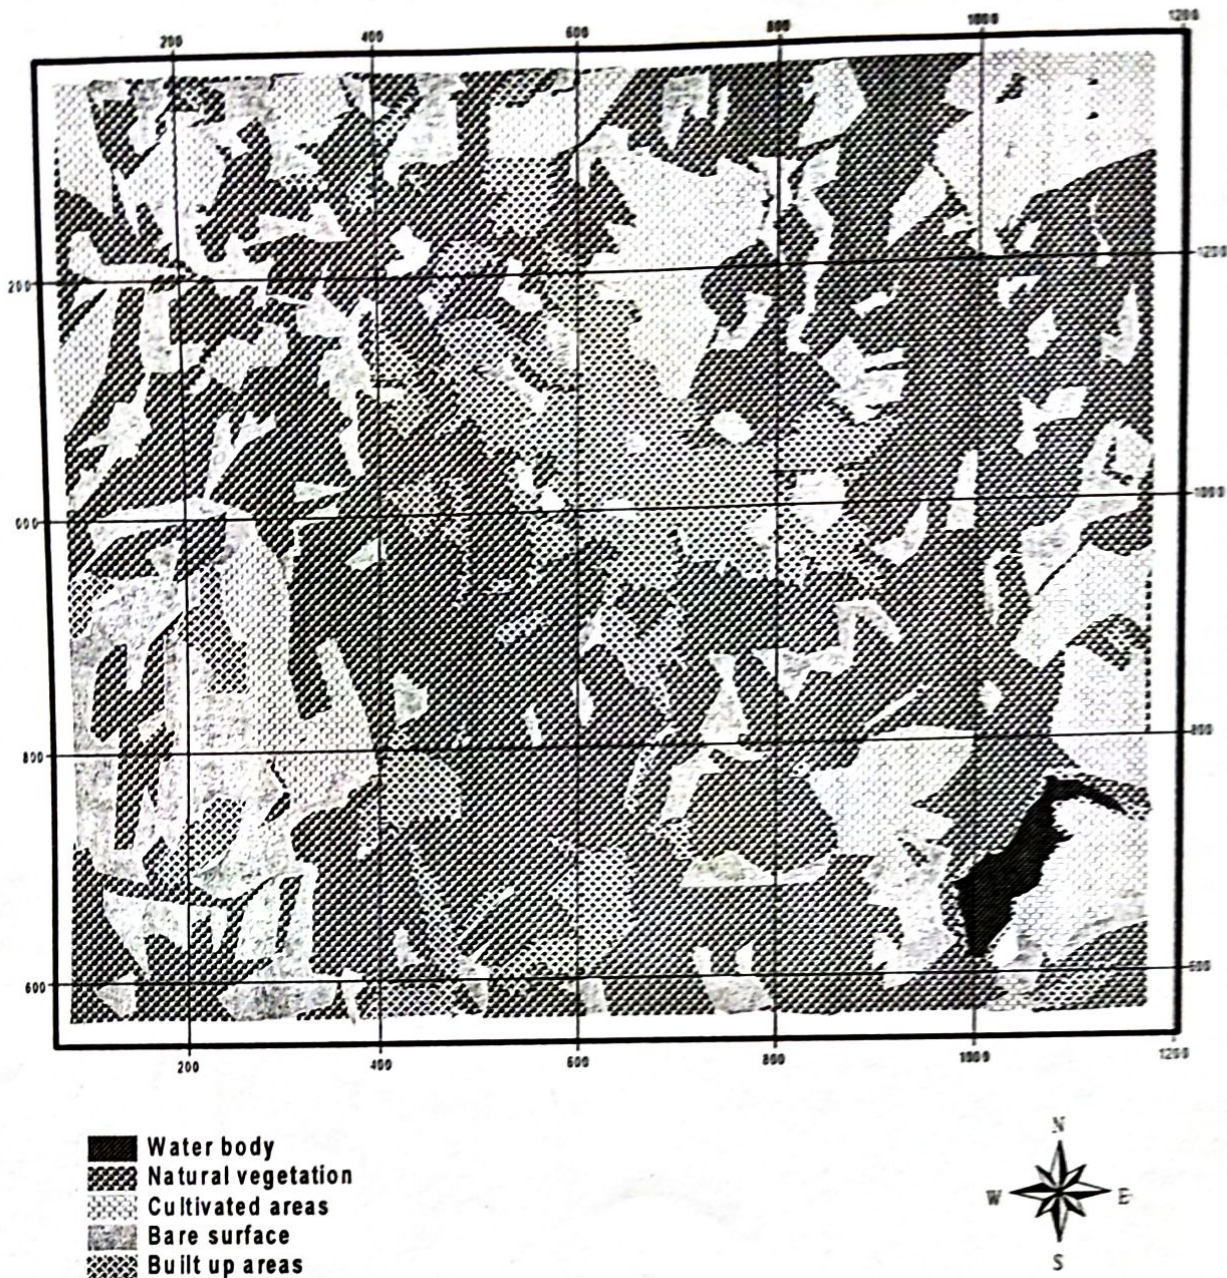 200 400 600 800 1000 1200
200 1200
600 1000
800 800
600 600
200 400 600 800 1000 1200
Water body
Natural vegetation
Cultivated areas
Bare surface
Built up areas
N
W E
S